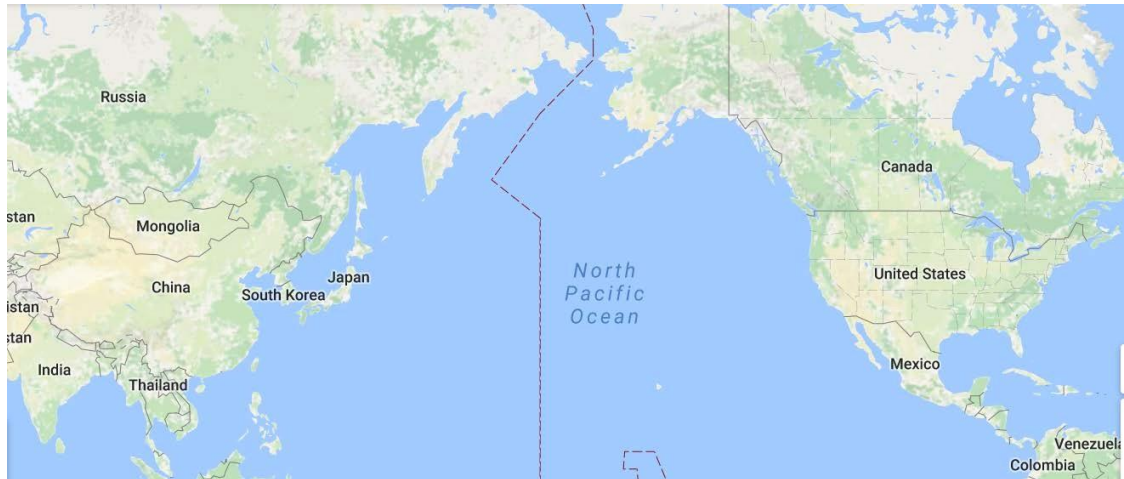 Russia
Canada
stan
Mongolia
United States
China
Japan
South Korea
istan
North
Pacific
Ocean
stan
India
Thailand
Mexico
Venezuela
Colombia